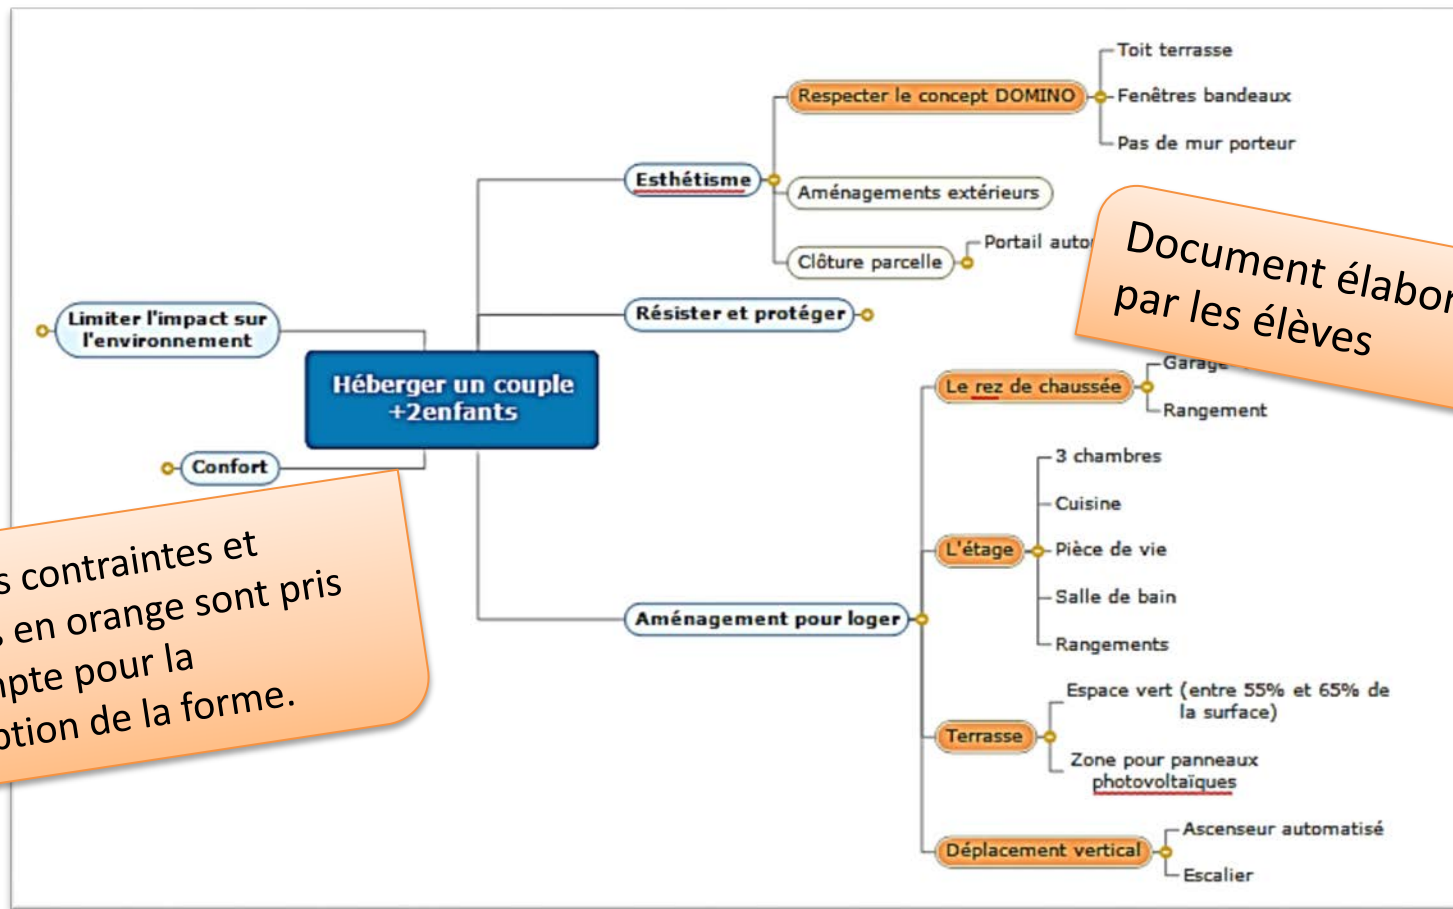 Toit terrasse
Respecter le concept DOMINO
Fenêtres bandeaux
Pas de mur porteur
Esthétisme
Aménagements extérieurs
Clôture parcelle
Portail
Document
par les élèves
Résister et protéger
Limiter l'impact sur
l'environnement
Héberger un couple
+2enfants
Confort
Le rez de chaussée
Garage
Rangement
contraintes et
en orange sont pris
pour la
de la forme.
Aménagement pour loger
L'étage
3 chambres
Cuisine
Pièce de vie
Salle de bain
Rangements
Terrasse
Espace vert (entre 55% et 65% de
la surface)
Zone pour panneaux
photovoltaïques
Déplacement vertical
Ascenseur automatisé
Escalier